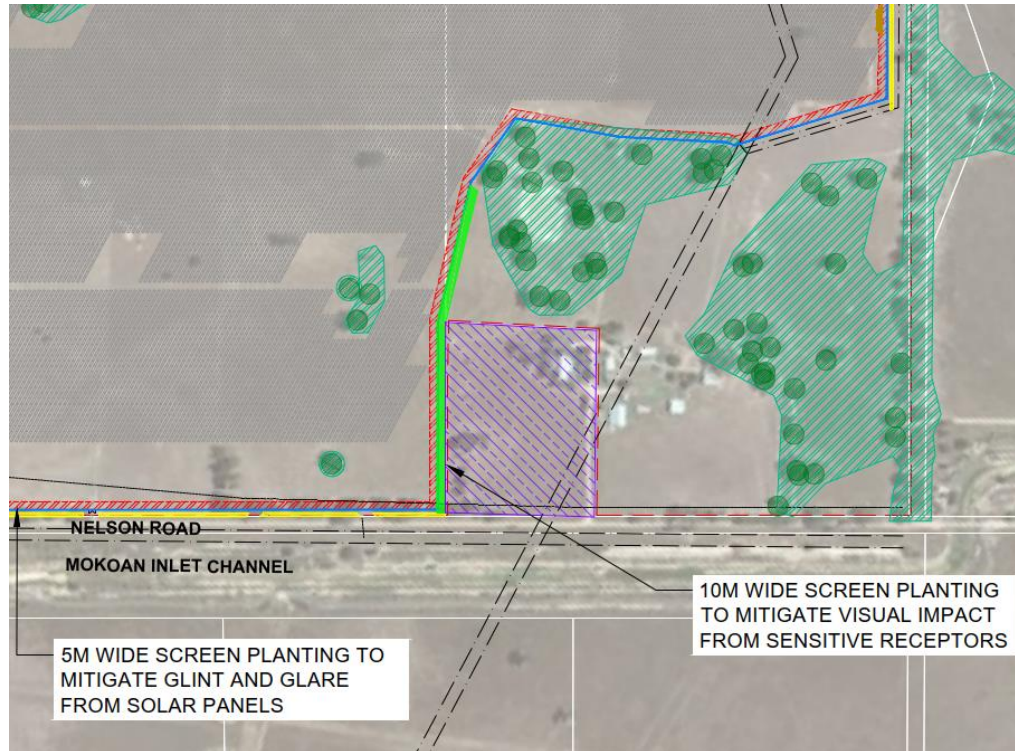 NELSON ROAD
MOKOAN INLET CHANNEL
10M WIDE SCREEN PLANTING
TO MITIGATE VISUAL IMPACT
FROM SENSITIVE RECEPTORS
5M WIDE SCREEN PLANTING TO
MITIGATE GLINT AND GLARE
FROM SOLAR PANELS